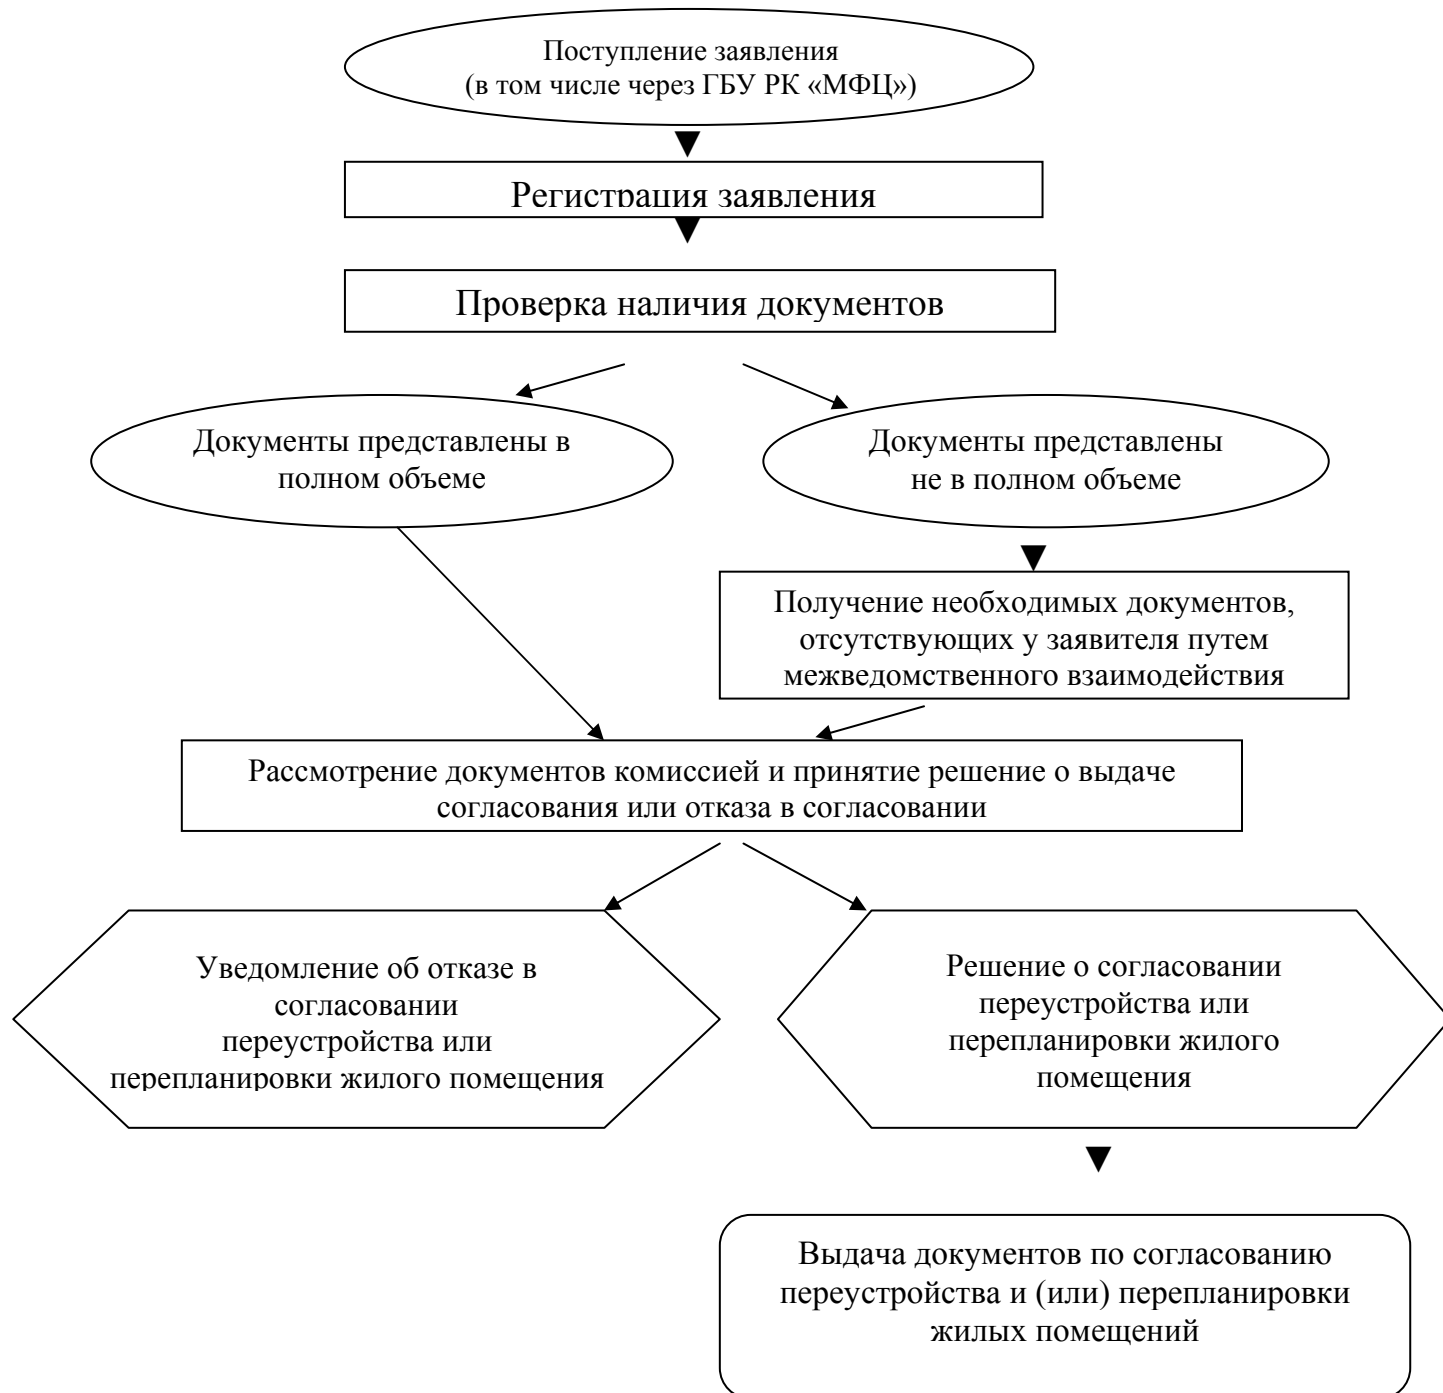 Поступление заявления
(в том числе через ГБУ РК «МФЦ»)
Регистрация заявления
Проверка наличия документов
Документы представлены в
полном объеме
Документы представлены
не в полном объеме
Получение необходимых документов,
отсутствующих у заявителя путем
межведомственного взаимодействия
Рассмотрение документов комиссией и принятие решение о выдаче
согласования или отказа в согласовании
Уведомление об отказе в
согласовании
переустройства или
перепланировки жилого помещения
Решение о согласовании
переустройства или
перепланировки жилого
помещения
Выдача документов по согласованию
переустройства и (или) перепланировки
жилых помещений